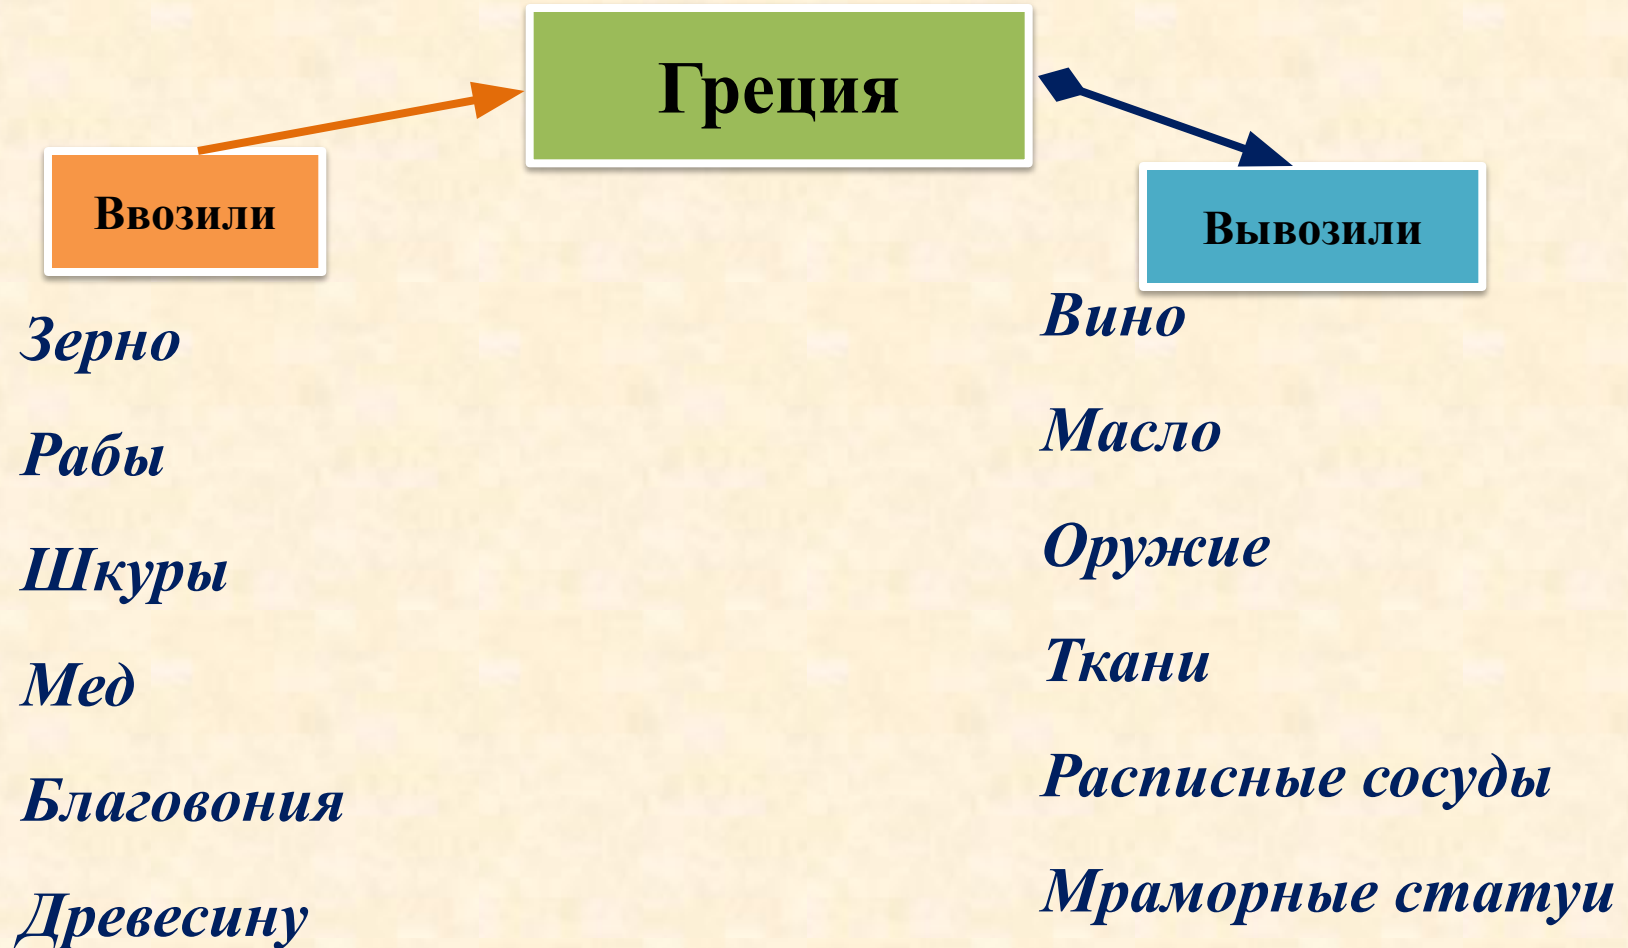 Греция
Ввозили
Вывозили
Зерно
Рабы
Шкуры
Мед
Благовония
Древесину
Вино
Масло
Оружие
Ткани
Расписные сосуды
Мраморные статуи